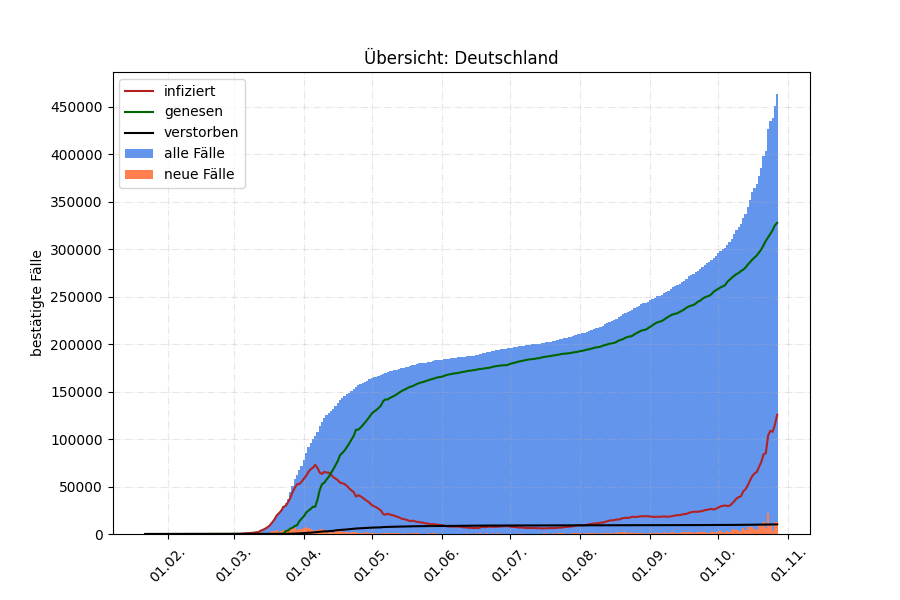 Übersicht: Deutschland
infiziert
genesen
verstorben
alle Fälle
neue Fälle
bestätigte Fälle
450000
400000
350000
300000
250000
200000
150000
100000
50000
0
01.02.
01.03.
01.04.
01.05.
01.06.
01.07.
01.08.
01.09.
01.10.
01.11.